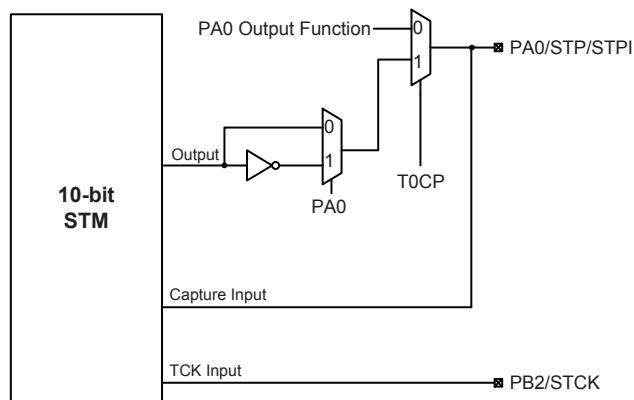 PA0 Output Function
0
1
PA0/STP/STPI
T0CP
0
1
PA0
Output
10-bit
STM
Capture Input
TCK Input
PB2/STCK